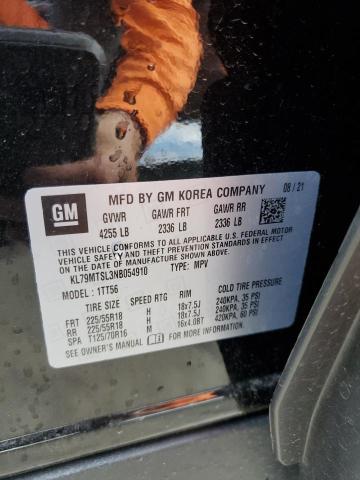 GM
MFD BY GM KOREA COMPANY 08 / 21
GVWR GAWR FRT GAWR RR
4255 LB 2336 LB 2336 LB
THIS VEHICLE CONFORMS TO ALL APPLICABLE U.S. FEDERAL MOTOR
VEHICLE SAFETY AND THEFT PREVENTION STANDARDS IN EFFECT
ON THE DATE OF MANUFACTURE SHOWN ABOVE.
KL79MTSL3NB054910 TYPE: MPV
MODEL : 1TT56
TIRE SIZE SPEED RTG RIM COLD TIRE PRESSURE
FRT 225/55R18 H 18x7.5J 240KPA, 35 PSI
RR 225/55R18 H 18x7.5J 240KPA, 35 PSI
SPA T125/70R16 M 16x4.0BT 420KPA, 60 PSI
SEE OWNER'S MANUAL.